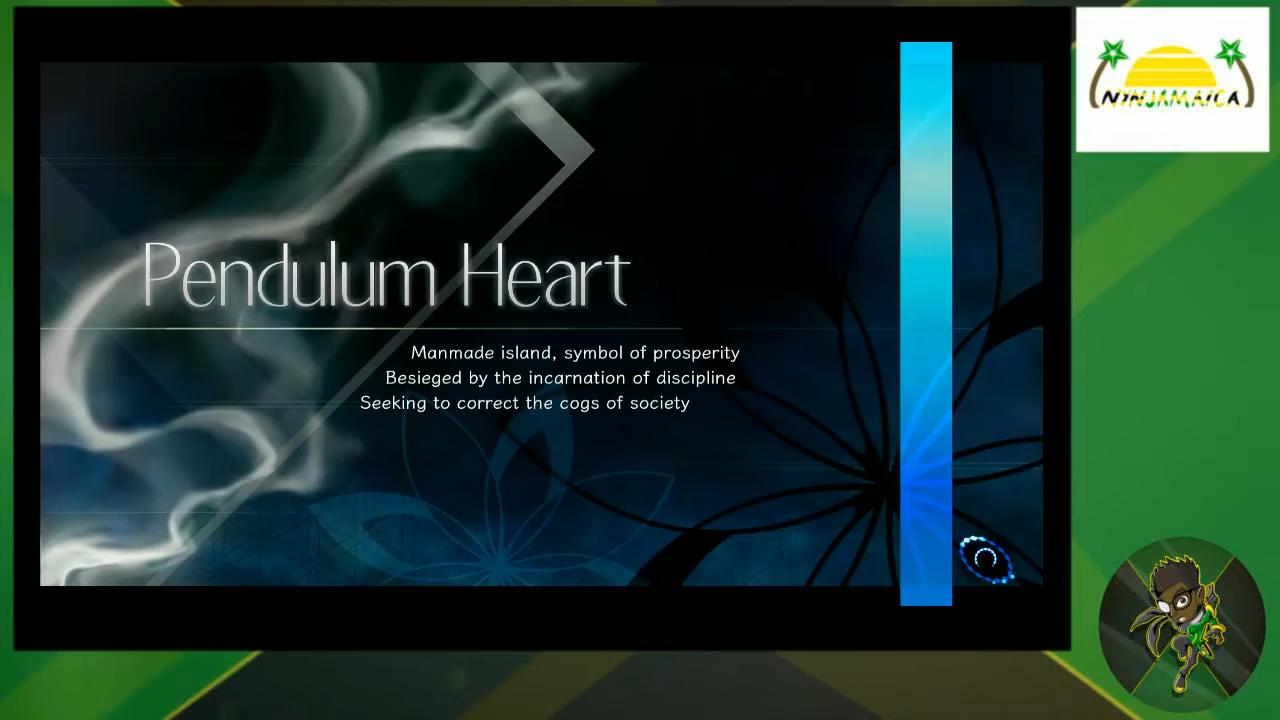 Pendulum Heart
Manmade island, symbol of prosperity
Besieged by the incarnation of discipline
Seeking to correct the cogs of society
NINJAMAICA